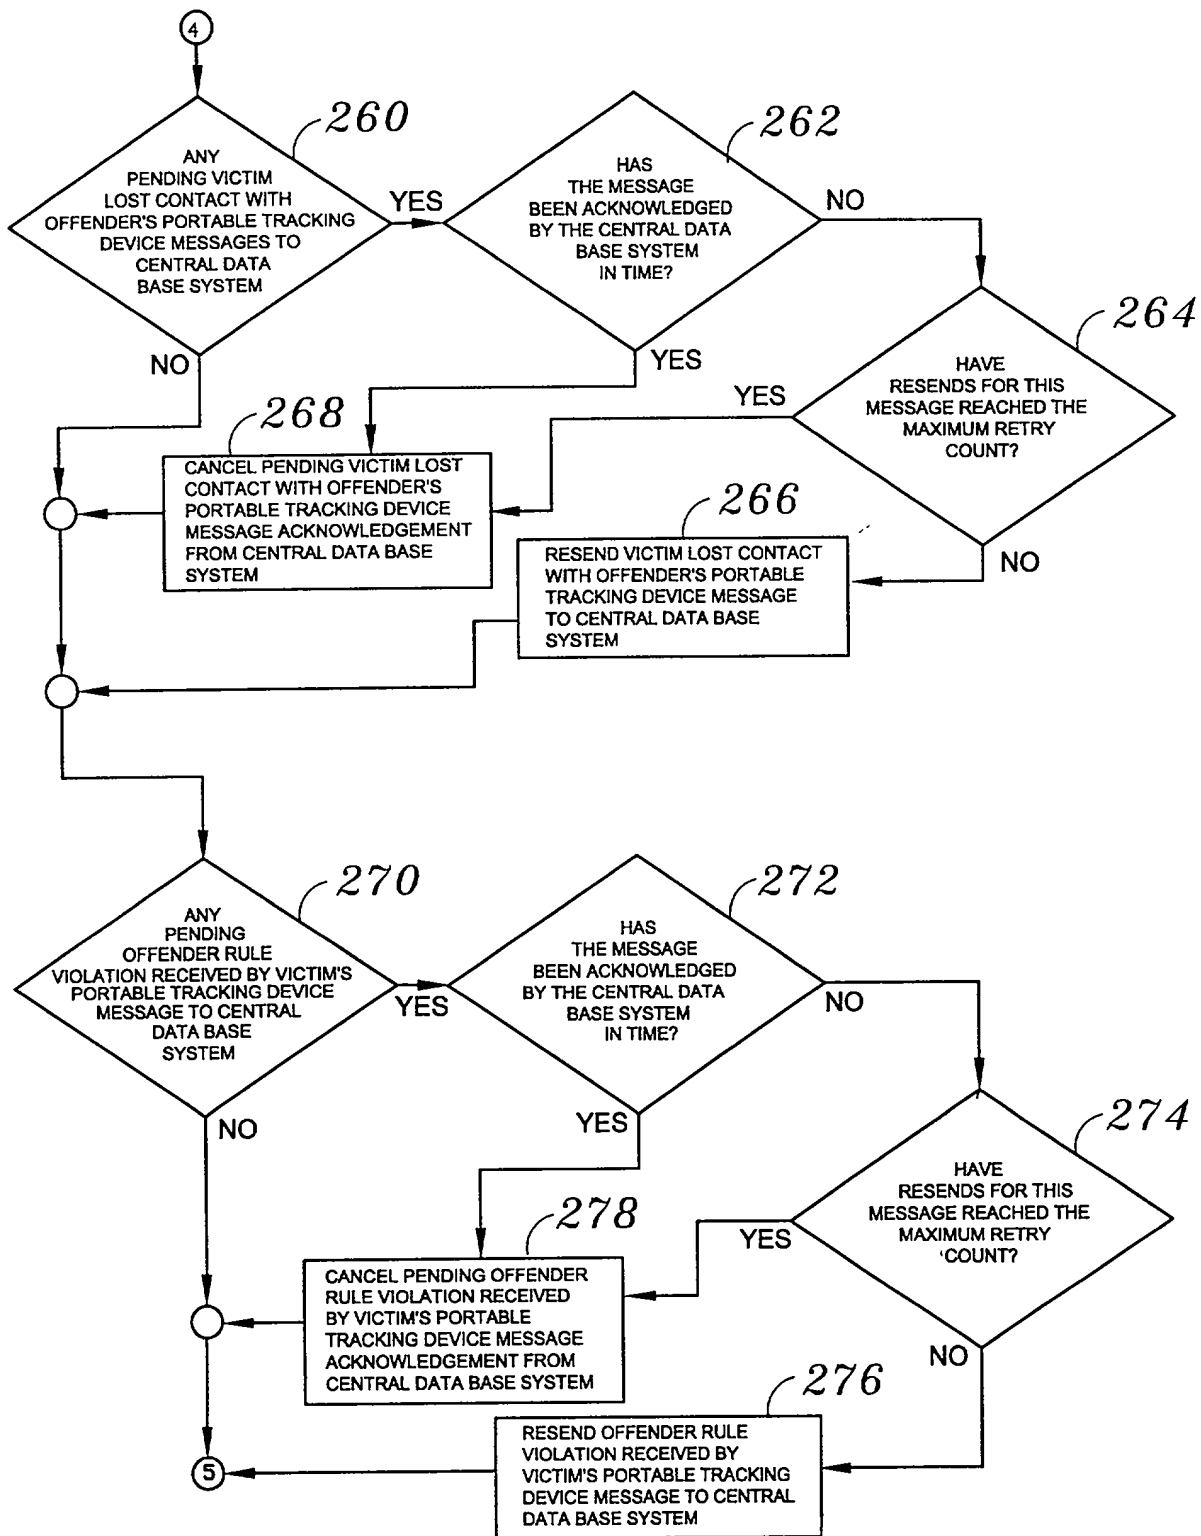 4
260
ANY
PENDING VICTIM
LOST CONTACT WITH
OFFENDER'S PORTABLE TRACKING
DEVICE MESSAGES TO
CENTRAL DATA
BASE SYSTEM
YES
NO
262
HAS
THE MESSAGE
BEEN ACKNOWLEDGED
BY THE CENTRAL DATA
BASE SYSTEM
IN TIME?
NO
YES
264
HAVE
RESENDS FOR THIS
MESSAGE REACHED THE
MAXIMUM RETRY
COUNT?
YES
NO
268
CANCEL PENDING VICTIM LOST
CONTACT WITH OFFENDER'S
PORTABLE TRACKING DEVICE
MESSAGE ACKNOWLEDGEMENT
FROM CENTRAL DATA BASE
SYSTEM
266
RESEND VICTIM LOST CONTACT
WITH OFFENDER'S PORTABLE
TRACKING DEVICE MESSAGE
TO CENTRAL DATA BASE
SYSTEM
270
ANY
PENDING
OFFENDER RULE
VIOLATION RECEIVED BY VICTIM'S
PORTABLE TRACKING DEVICE
MESSAGE TO CENTRAL
DATA BASE
SYSTEM
YES
NO
272
HAS
THE MESSAGE
BEEN ACKNOWLEDGED
BY THE CENTRAL DATA
BASE SYSTEM
IN TIME?
NO
YES
274
HAVE
RESENDS FOR THIS
MESSAGE REACHED THE
MAXIMUM RETRY
COUNT?
YES
NO
278
CANCEL PENDING OFFENDER
RULE VIOLATION RECEIVED
BY VICTIM'S PORTABLE
TRACKING DEVICE MESSAGE
ACKNOWLEDGEMENT FROM
CENTRAL DATA BASE SYSTEM
276
RESEND OFFENDER RULE
VIOLATION RECEIVED BY
VICTIM'S PORTABLE TRACKING
DEVICE MESSAGE TO CENTRAL
DATA BASE SYSTEM
5